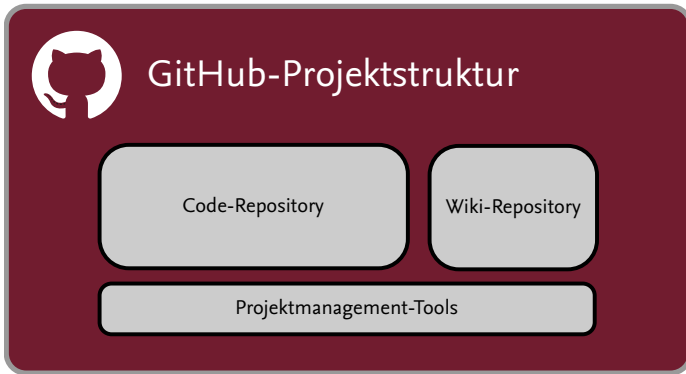 GitHub-Projektstruktur
Code-Repository
Wiki-Repository
Projektmanagement-Tools